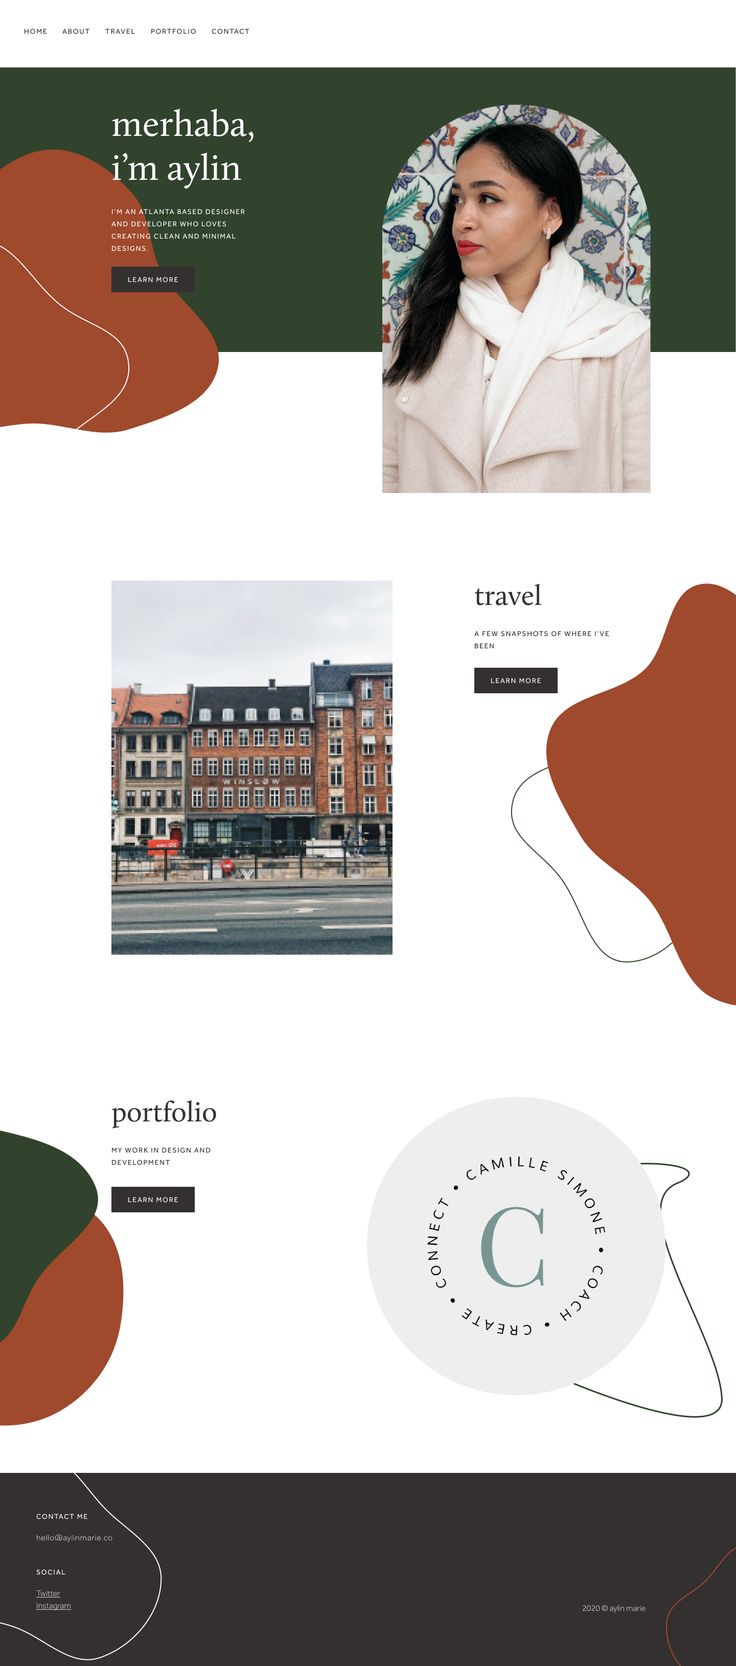 HOME ABOUT TRAVEL PORTFOLIO CONTACT
merhaba,
i'm aylin
I'M AN ATLANTA BASED DESIGNER
AND DEVELOPER WHO LOVES
CREATING CLEAN AND MINIMAL
DESIGNS.
LEARN MORE
WINSLOW
travel
A FEW SNAPSHOTS OF WHERE I'VE
BEEN
LEARN MORE
portfolio
MY WORK IN DESIGN AND
DEVELOPMENT
LEARN MORE
CAMILLE SIMONE • COACH • CREATE • CONNECT •
C
CONTACT ME
hello@aylinmarie.co
SOCIAL
Twitter
Instagram
2020 © aylin marie